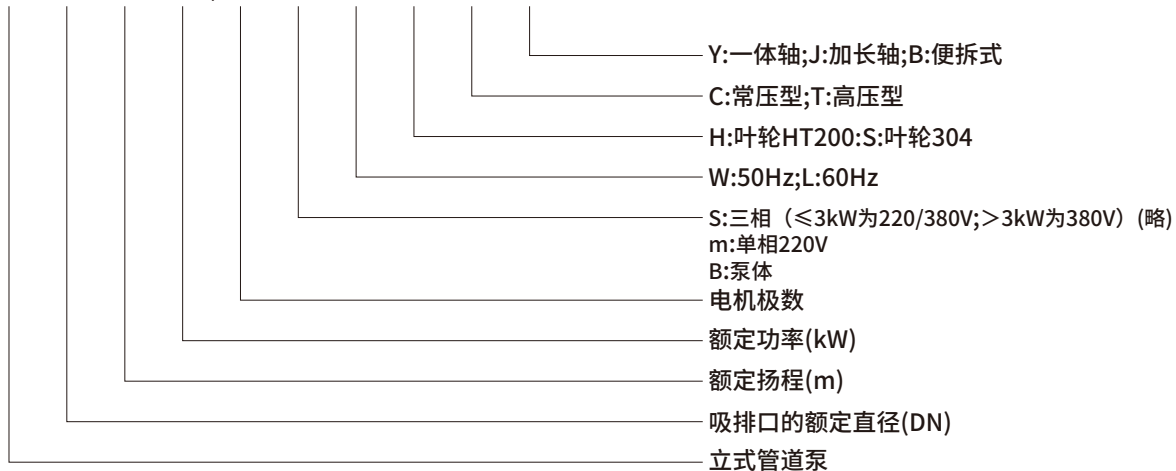 Y:一体轴;J:加长轴;B:便拆式
C:常压型;T:高压型
H:叶轮HT200:S:叶轮304
W:50Hz;L:60Hz
S:三相（≤3kW为220/380V;＞3kW为380V）(略)
m:单相220V
B:泵体
电机极数
额定功率(kW)
额定扬程(m)
吸排口的额定直径(DN)
立式管道泵